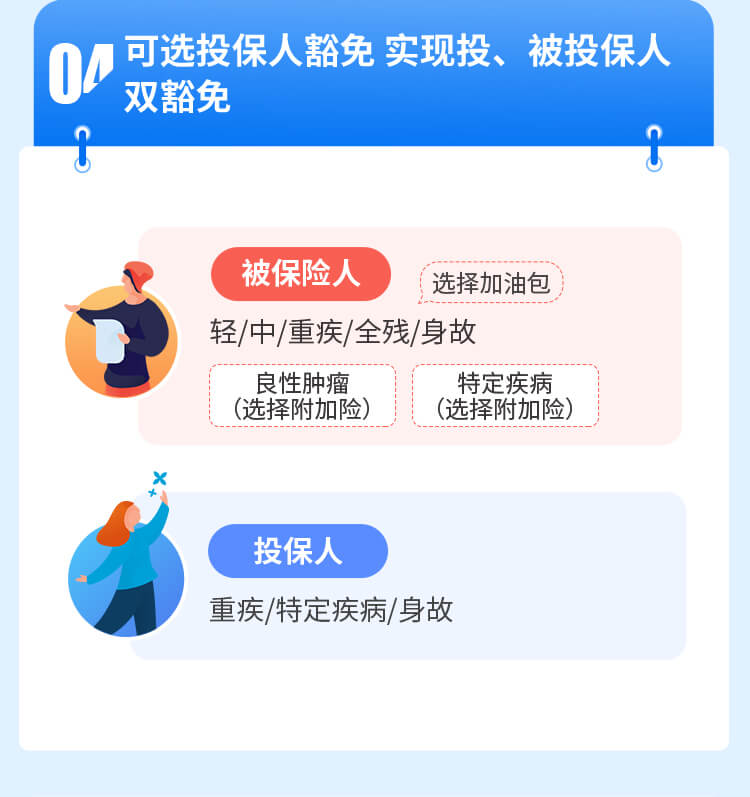 04
可选投保人豁免 实现投、被投保人
双豁免
被保险人
选择加油包
轻/中/重疾/全残/身故
良性肿瘤
（选择附加险）
特定疾病
（选择附加险）
投保人
重疾/特定疾病/身故